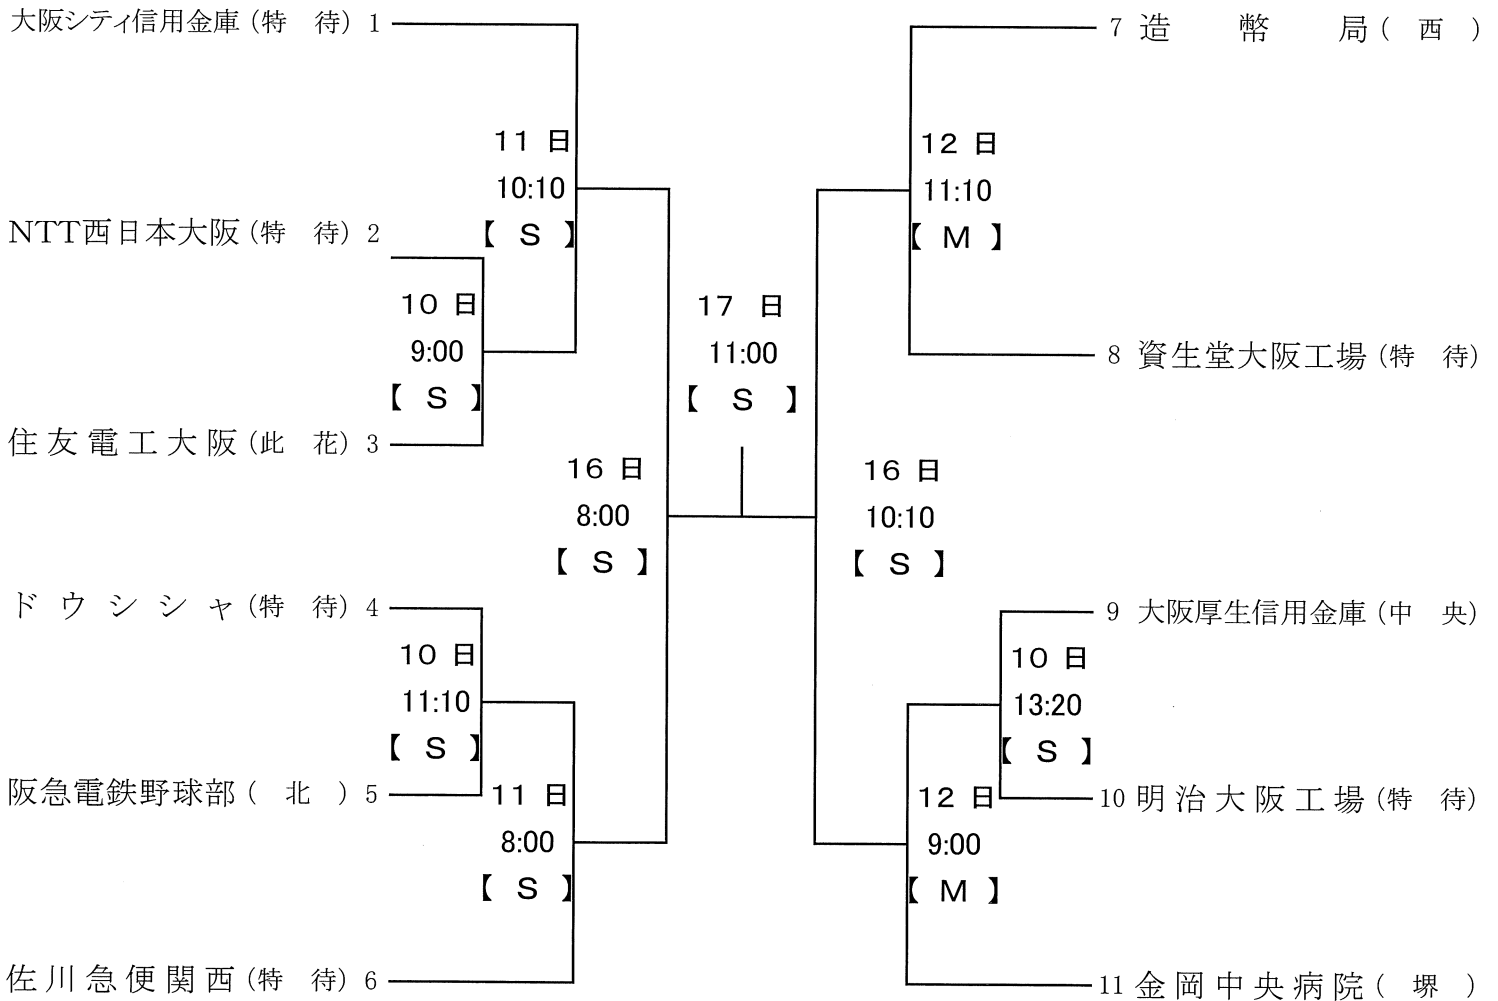 大阪シティ信用金庫(特 待) 1
11 日
10:10
【 S 】
NTT西日本大阪(特 待) 2
10 日
9:00
【 S 】
住友電工大阪(此 花) 3
16 日
8:00
【 S 】
ドウシシャ(特 待) 4
10 日
11:10
【 S 】
阪急電鉄野球部( 北 ) 5
11 日
8:00
【 S 】
佐川急便関西(特 待) 6
17 日
11:00
【 S 】
7 造幣局( 西 )
12 日
11:10
【 M 】
8 資生堂大阪工場(特 待)
16 日
10:10
【 S 】
9 大阪厚生信用金庫(中 央)
10 日
13:20
【 S 】
10 明治大阪工場(特 待)
12 日
9:00
【 M 】
11 金岡中央病院( 堺 )